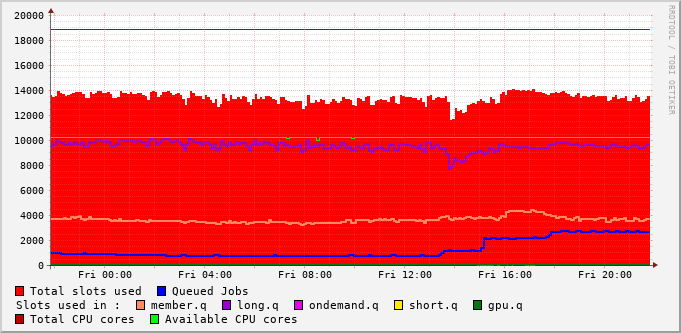 20000
18000
16000
14000
12000
10000
8000
6000
4000
2000
0
Fri 00:00 Fri 04:00 Fri 08:00 Fri 12:00 Fri 16:00 Fri 20:00
RRDTOOL / TOBI OETIKER
Total slots used Queued Jobs
Slots used in : member.q long.q ondemand.q short.q gpu.q
Total CPU cores Available CPU cores